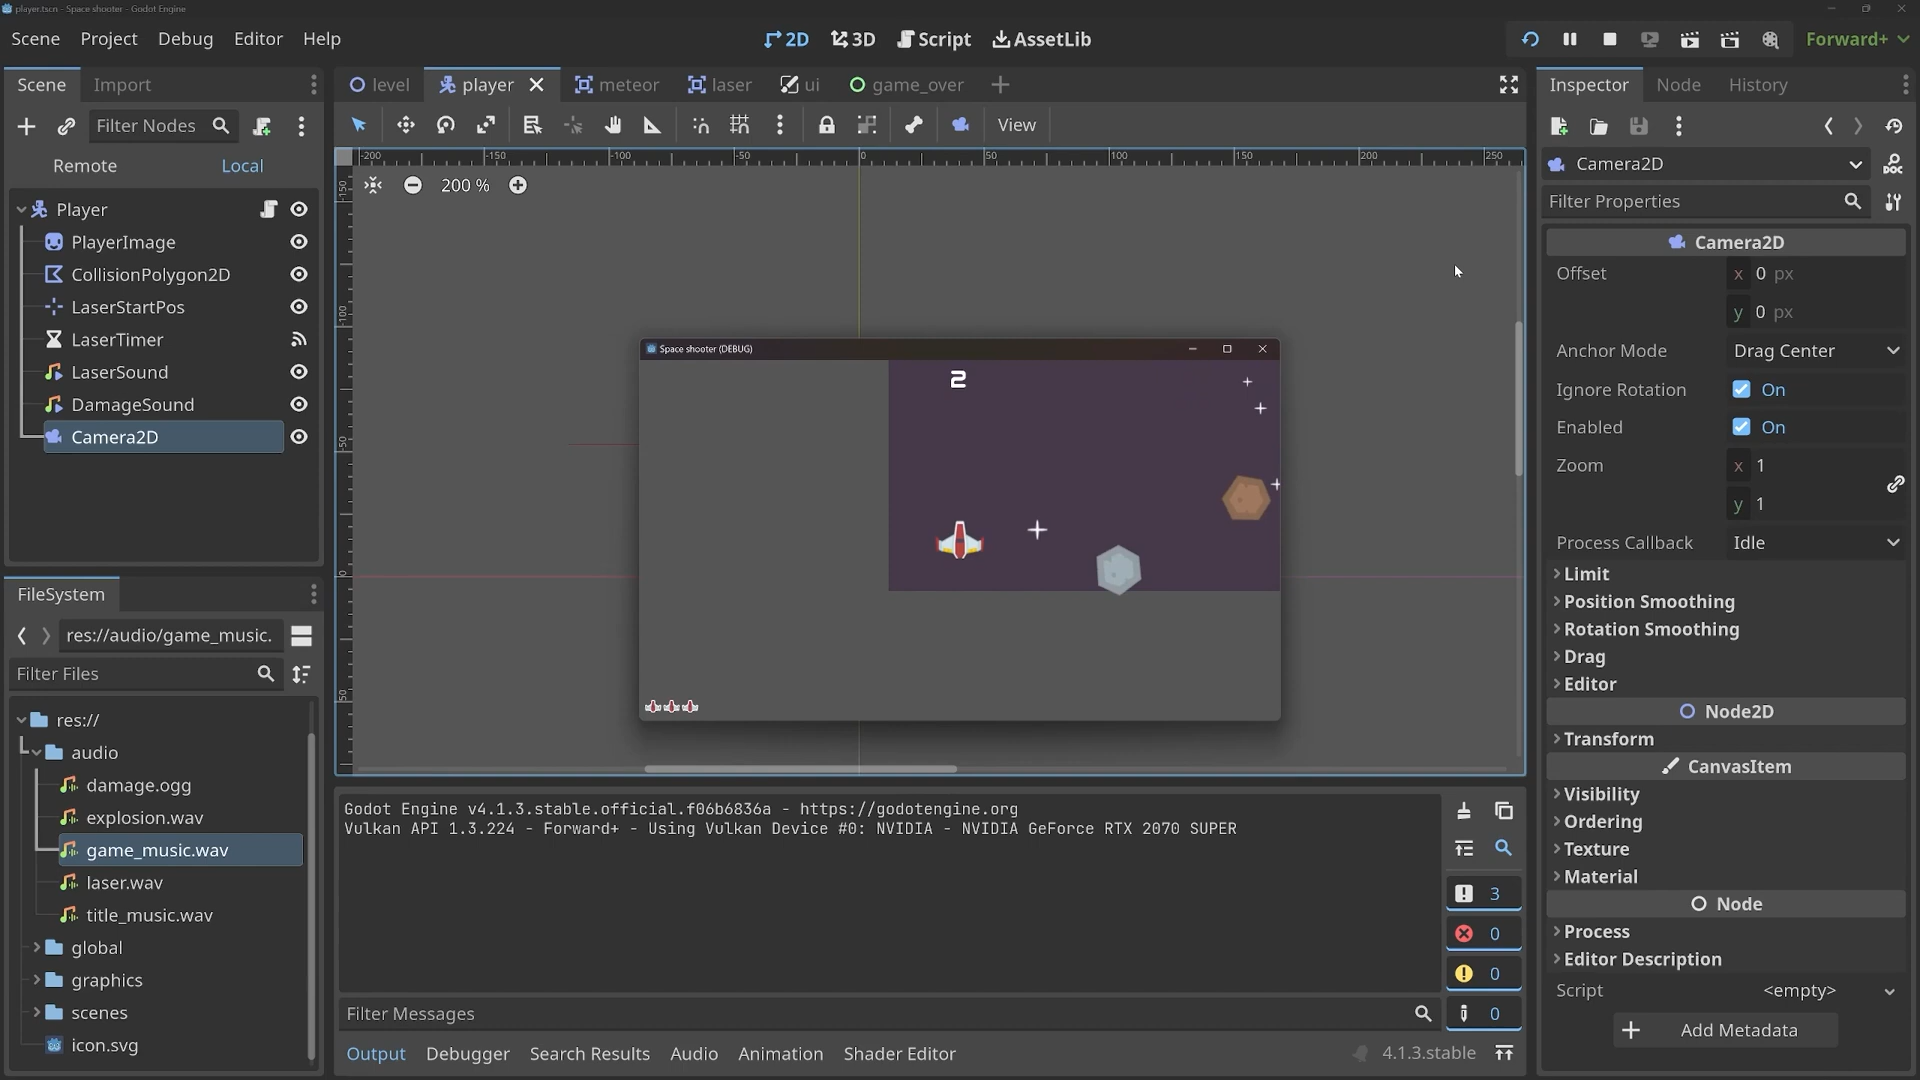 player.tscn - Space shooter - Godot Engine
Scene Project Debug Editor Help
2D 3D Script AssetLib
Forward+
Scene Import
level player meteor laser ui game_over
Inspector Node History
Filter Nodes
View
Remote Local
-200 -150 -100 -50 0 50 100 150 200 250
200 %
Camera2D
Filter Properties
Player
PlayerImage
CollisionPolygon2D
LaserStartPos
LaserTimer
LaserSound
DamageSound
Camera2D
-150
-100
-50
0
50
Space shooter (DEBUG)
2
Camera2D
Offset x 0 px
y 0 px
Anchor Mode Drag Center
Ignore Rotation On
Enabled On
Zoom x 1
y 1
Process Callback Idle
Limit
Position Smoothing
Rotation Smoothing
Drag
Editor
Node2D
Transform
CanvasItem
Visibility
Ordering
Texture
Material
Node
Process
Editor Description
Script <empty>
Add Metadata
FileSystem
res://audio/game_music.
Filter Files
res://
audio
damage.ogg
explosion.wav
game_music.wav
laser.wav
title_music.wav
global
graphics
scenes
icon.svg
Godot Engine v4.1.3.stable.official.f06b6836a - https://godotengine.org
Vulkan API 1.3.224 - Forward+ - Using Vulkan Device #0: NVIDIA - NVIDIA GeForce RTX 2070 SUPER
3
0
0
0
Filter Messages
Output Debugger Search Results Audio Animation Shader Editor
4.1.3.stable